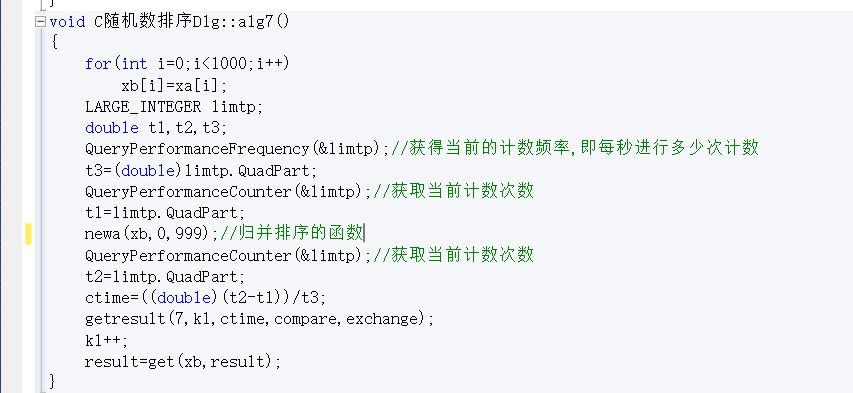 }
void C随机数排序Dlg::alg7()
{
for(int i=0;i<1000;i++)
xb[i]=xa[i];
LARGE_INTEGER limtp;
double t1,t2,t3;
QueryPerformanceFrequency(&limtp);//获得当前的计数频率,即每秒进行多少次计数
t3=(double)limtp.QuadPart;
QueryPerformanceCounter(&limtp);//获取当前计数次数
t1=limtp.QuadPart;
newa(xb,0,999);//归并排序的函数
QueryPerformanceCounter(&limtp);//获取当前计数次数
t2=limtp.QuadPart;
ctime=((double)(t2-t1))/t3;
getresult(7,k1,ctime,compare,exchange);
k1++;
result=get(xb,result);
}